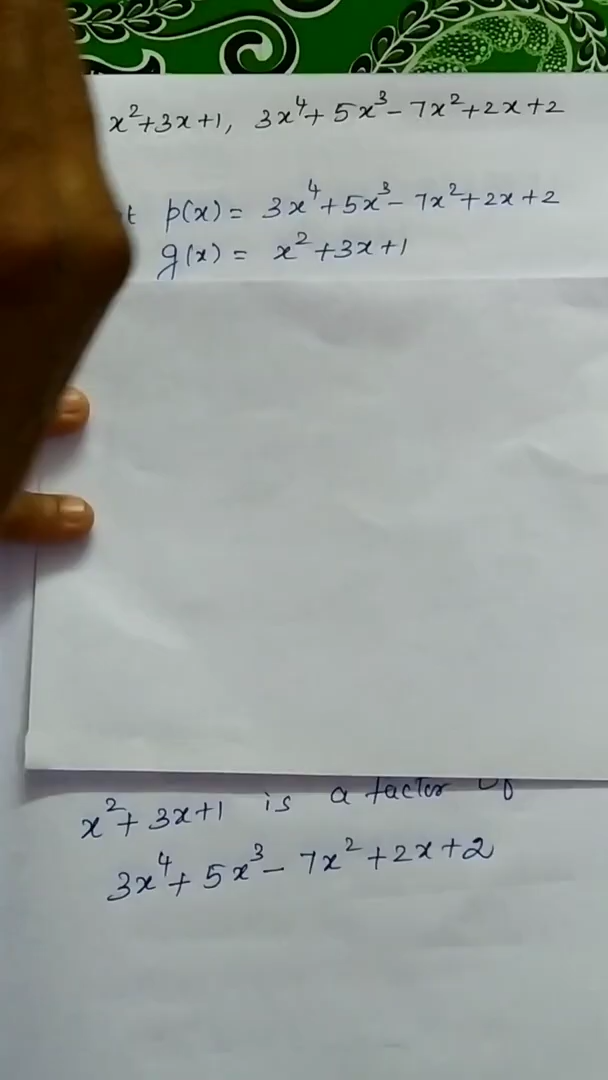 x²+3x+1, 3x⁴+5x³-7x²+2x+2
p(x) = 3x⁴+5x³-7x²+2x+2
g(x) = x²+3x+1
x²+3x+1 is a factor of
3x⁴+5x³-7x²+2x+2